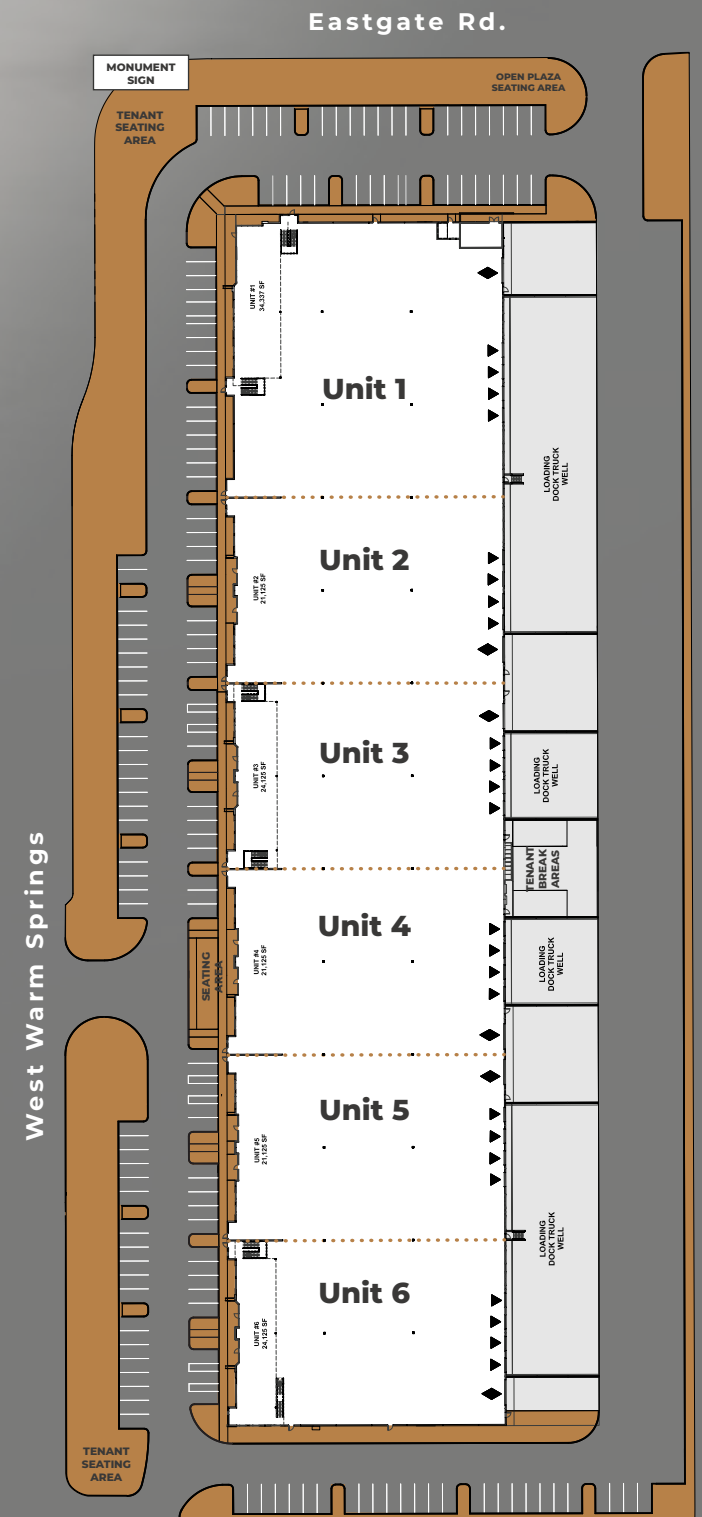 Eastgate Rd.
MONUMENT
SIGN
OPEN PLAZA
SEATING AREA
TENANT
SEATING
AREA
UNIT #1
34,337 SF
Unit 1
LOADING
DOCK TRUCK
WELL
Unit 2
UNIT #2
21,125 SF
Unit 3
UNIT #3
24,125 SF
LOADING
DOCK TRUCK
WELL
TENANT
BREAK
AREAS
West Warm Springs
Unit 4
UNIT #4
21,125 SF
SEATING
AREA
LOADING
DOCK TRUCK
WELL
Unit 5
UNIT #5
21,125 SF
LOADING
DOCK TRUCK
WELL
Unit 6
UNIT #6
24,125 SF
TENANT
SEATING
AREA